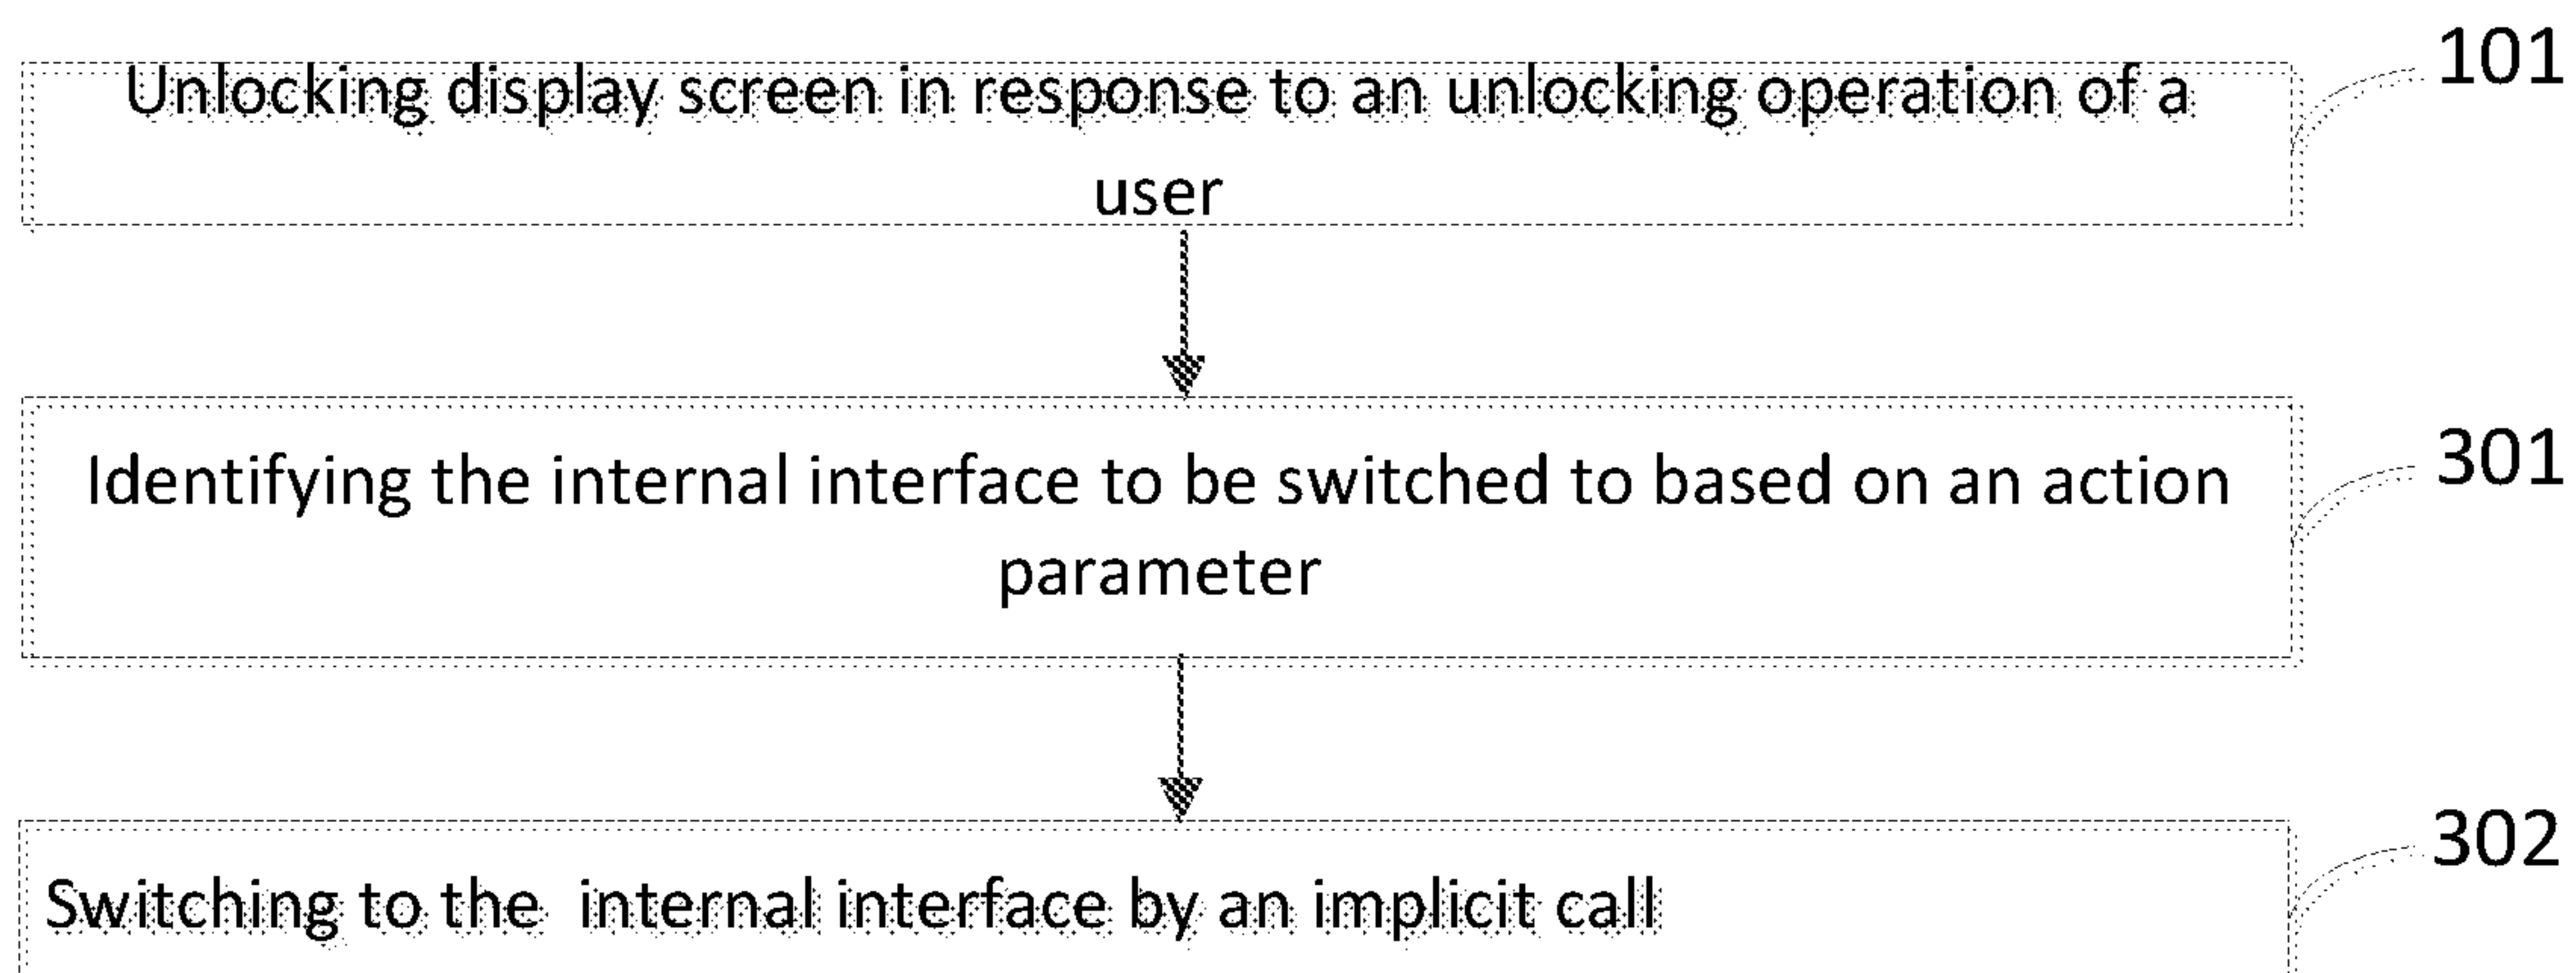 Unlocking display screen in response to an unlocking operation of a
user
101
Identifying the internal interface to be switched to based on an action
parameter
301
Switching to the internal interface by an implicit call
302